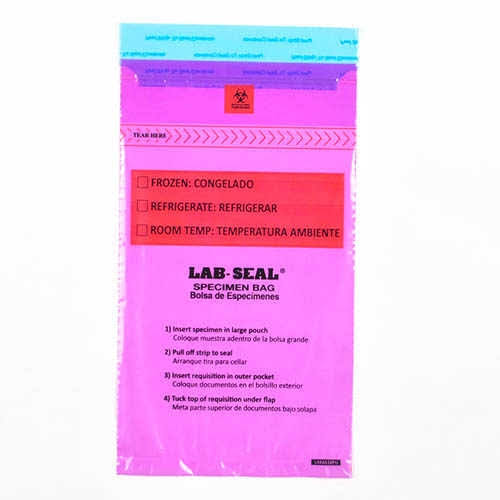 TEAR HERE
FROZEN: CONGELADO
REFRIGERATE: REFRIGERAR
ROOM TEMP: TEMPERATURA AMBIENTE
LAB-SEAL®
SPECIMEN BAG
Bolsa de Especímenes
1) Insert specimen in large pouch
Coloque muestra adentro de la bolsa grande
2) Pull off strip to seal
Arranque tira para cellar
3) Insert requisition in outer pocket
Coloque documentos en el bolsillo exterior
4) Tuck top of requisition under flap
Meta parte superior de documentos bajo solapa